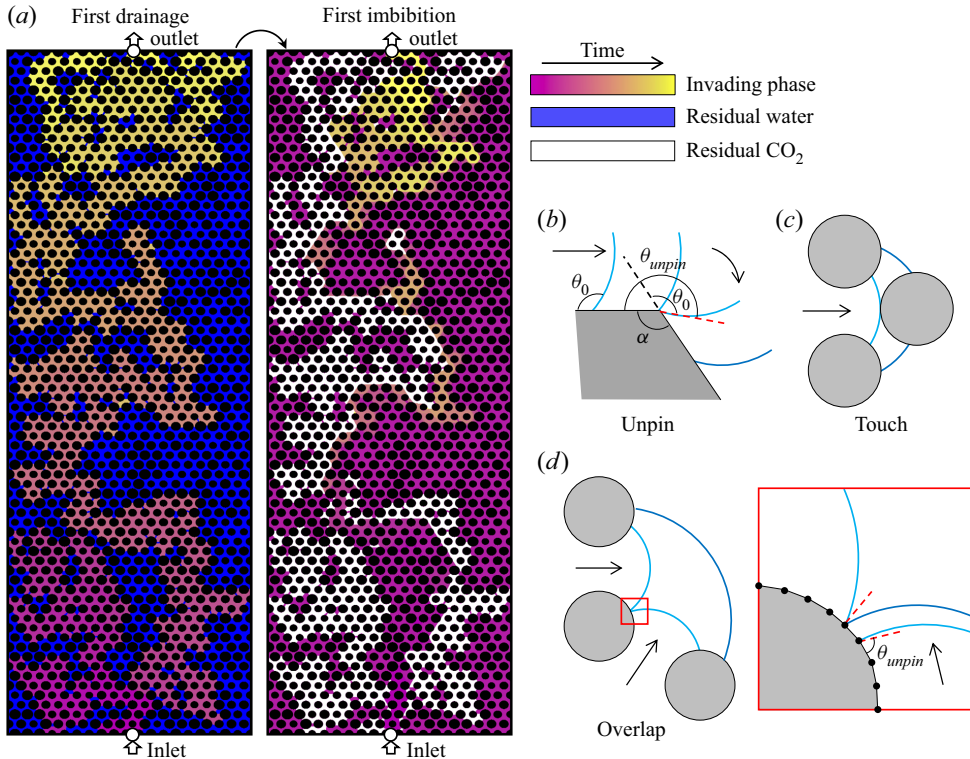 (a)
First drainage
outlet
First imbibition
outlet
Inlet
Inlet
Time
Invading phase
Residual water
Residual CO₂
(b)
θ₀
θunpin
θ₀
α
Unpin
(c)
Touch
(d)
Overlap
θunpin